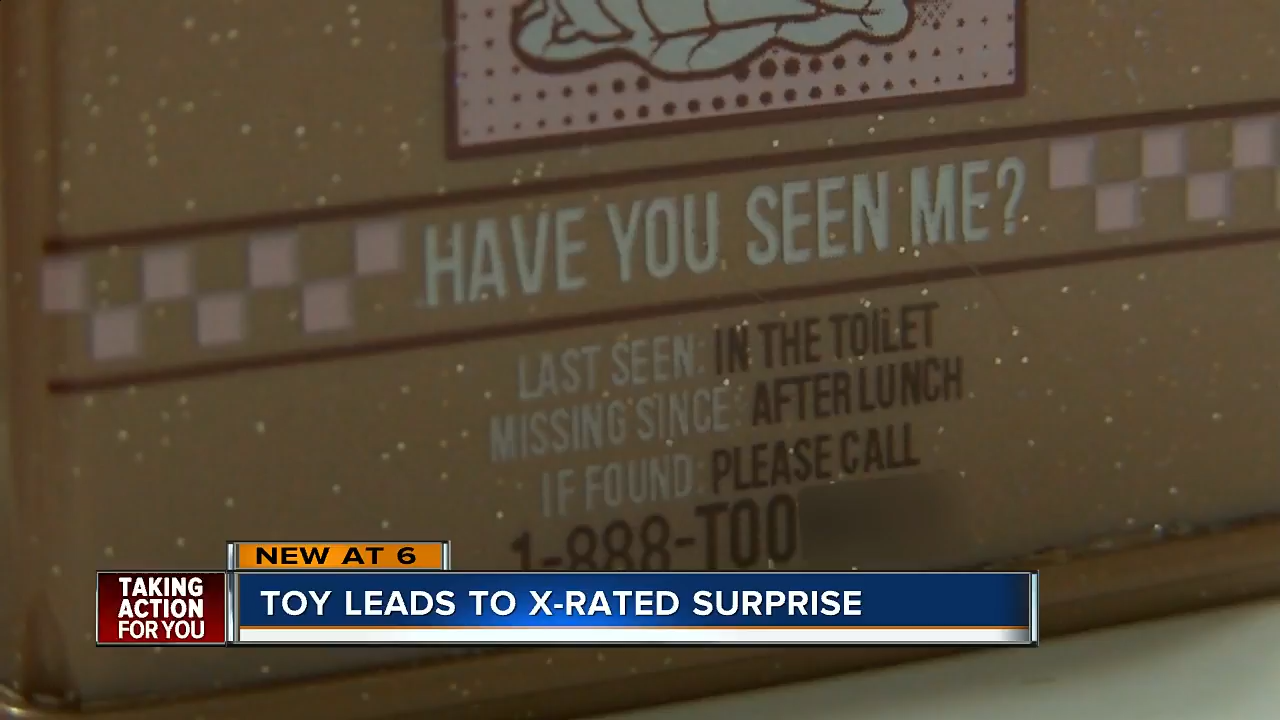 HAVE YOU SEEN ME?
LAST SEEN: IN THE TOILET
MISSING SINCE: AFTER LUNCH
IF FOUND: PLEASE CALL
1-888-TOO
NEW AT 6
TAKING
ACTION
FOR YOU
TOY LEADS TO X-RATED SURPRISE